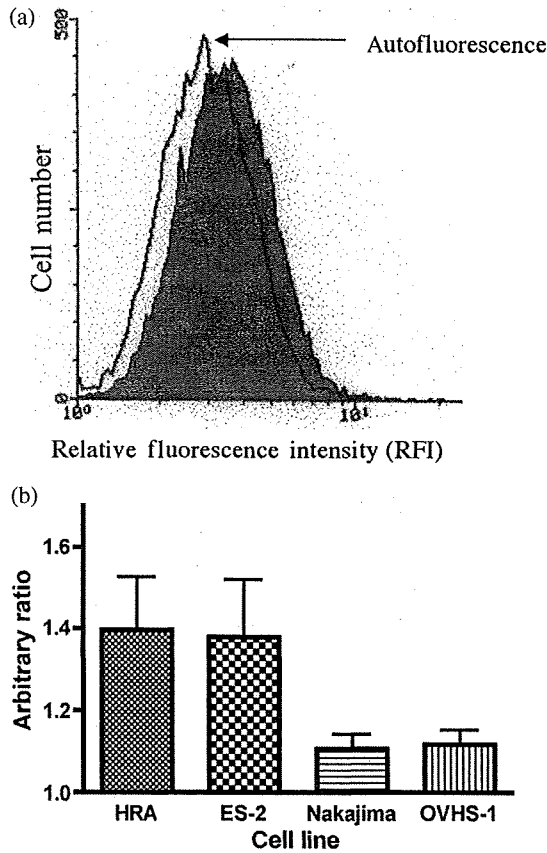 (a)
500
Autofluorescence
Cell number
0
10⁰
10¹
Relative fluorescence intensity (RFI)
(b)
1.6
1.4
1.2
1.0
Arbitrary ratio
HRA
ES-2
Nakajima
OVHS-1
Cell line